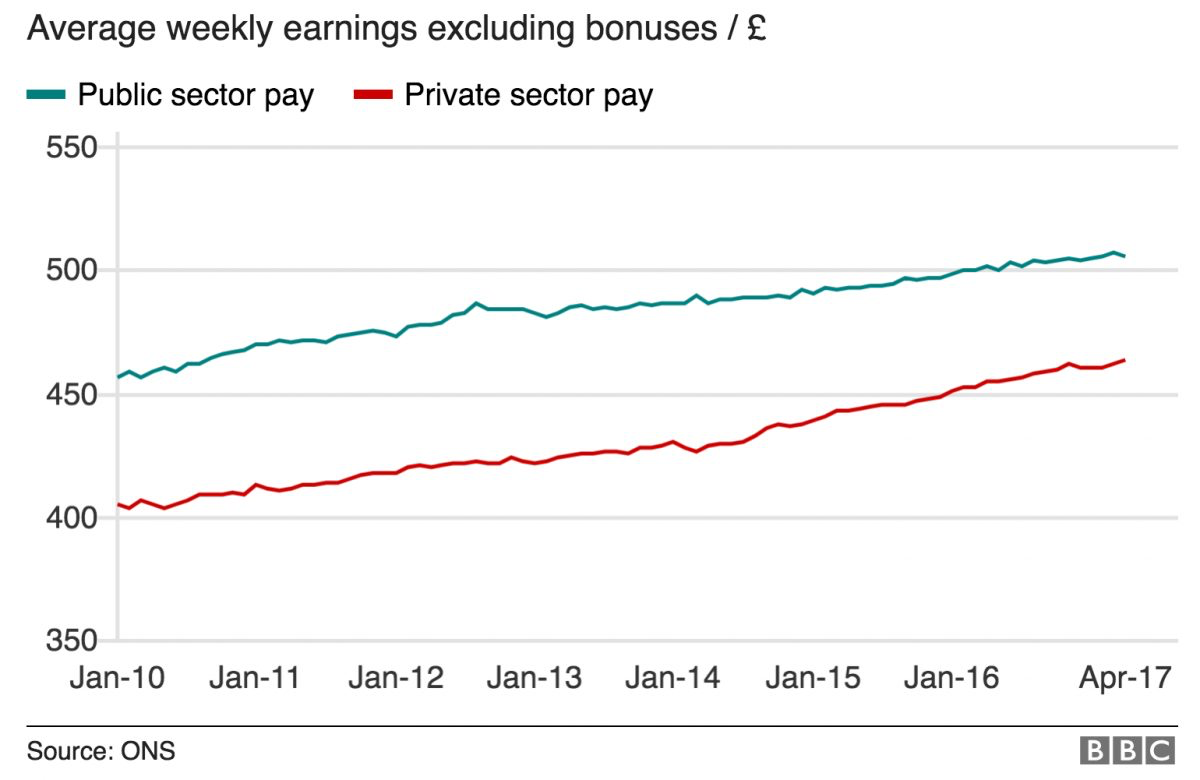 Average weekly earnings excluding bonuses / £
Public sector pay Private sector pay
550
500
450
400
350
Jan-10 Jan-11 Jan-12 Jan-13 Jan-14 Jan-15 Jan-16 Apr-17
Source: ONS BBC